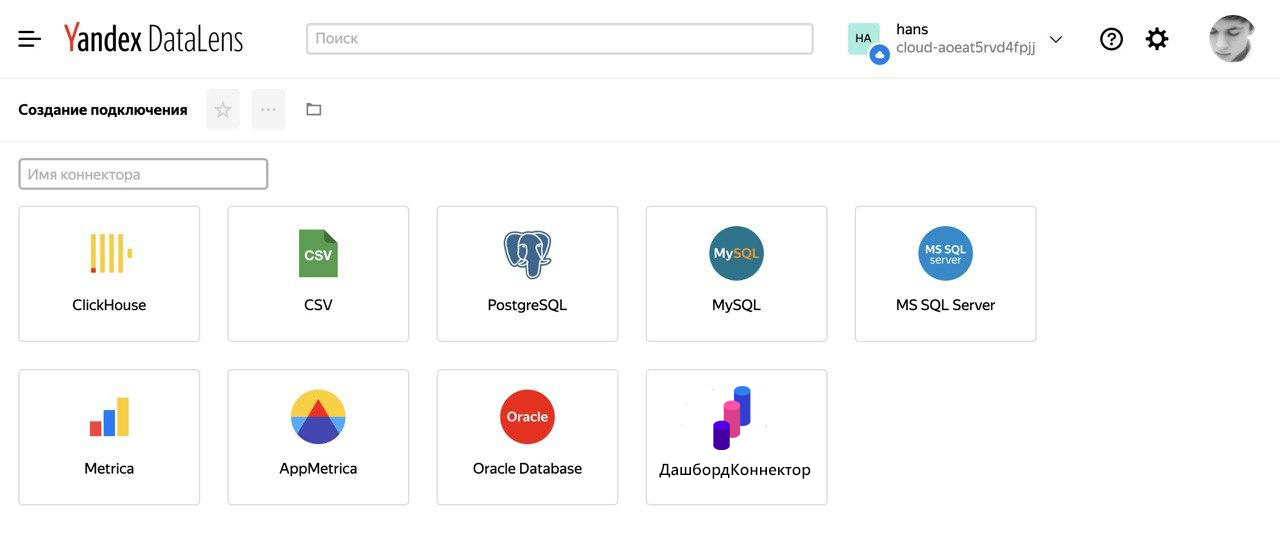 Yandex DataLens
Поиск
HA
hans
cloud-aoeat5rvd4fpjj
Создание подключения
Имя коннектора
ClickHouse
CSV
CSV
PostgreSQL
MySQL
MySQL
MS SQL
server
MS SQL Server
Metrica
AppMetrica
Oracle
Oracle Database
ДашбордКоннектор